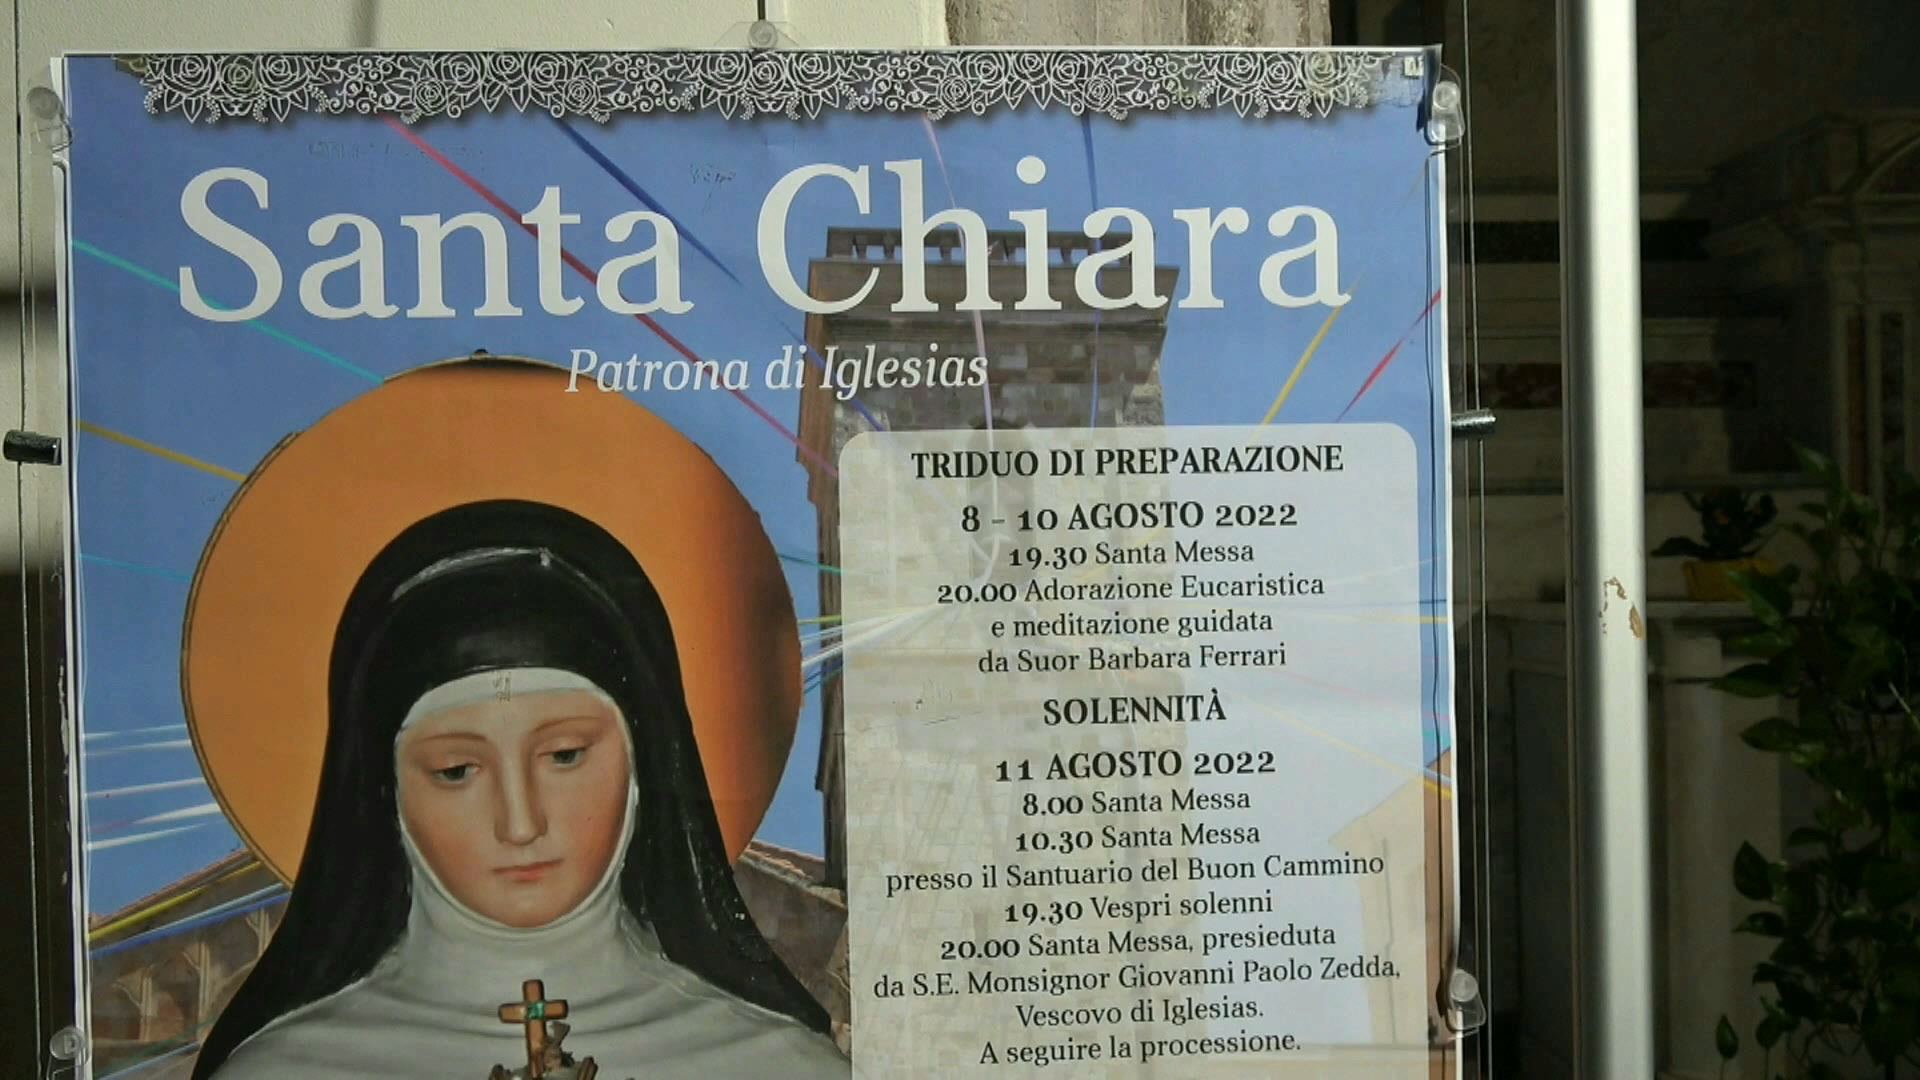 Santa Chiara
Patrona di Iglesias
TRIDUO DI PREPARAZIONE
8 - 10 AGOSTO 2022
19.30 Santa Messa
20.00 Adorazione Eucaristica
e meditazione guidata
da Suor Barbara Ferrari
SOLENNITÀ
11 AGOSTO 2022
8.00 Santa Messa
10.30 Santa Messa
presso il Santuario del Buon Cammino
19.30 Vespri solenni
20.00 Santa Messa, presieduta
da S.E. Monsignor Giovanni Paolo Zedda,
Vescovo di Iglesias.
A seguire la processione.